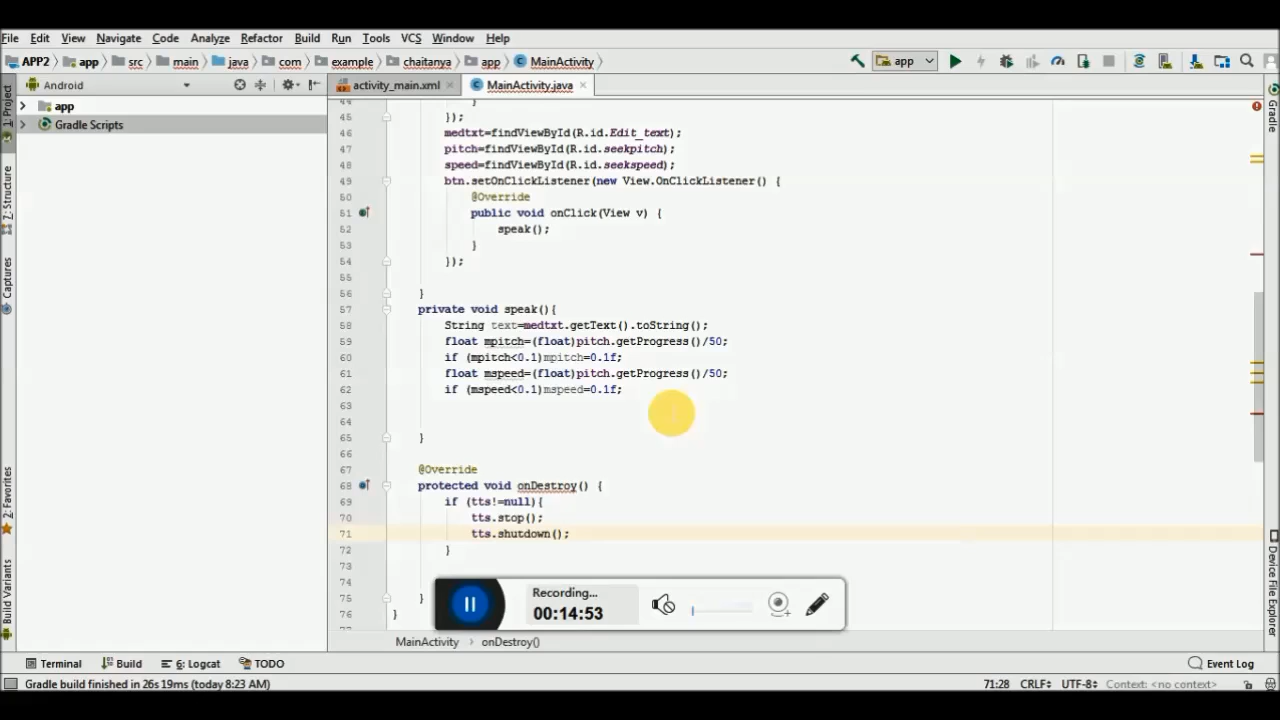 File Edit View Navigate Code Analyze Refactor Build Run Tools VCS Window Help
APP2 app src main java com example chaitanya app MainActivity
app
Android
activity_main.xml
MainActivity.java
1: Project
Gradle
app
Gradle Scripts
44 }
45 });
46 medtxt=findViewById(R.id.Edit_text);
47 pitch=findViewById(R.id.seekpitch);
48 speed=findViewById(R.id.seekspeed);
49 btn.setOnClickListener(new View.OnClickListener() {
50 @Override
51 public void onClick(View v) {
52 speak();
53 }
54 });
55
56 }
57 private void speak(){
58 String text=medtxt.getText().toString();
59 float mpitch=(float)pitch.getProgress()/50;
60 if (mpitch<0.1)mpitch=0.1f;
61 float mspeed=(float)pitch.getProgress()/50;
62 if (mspeed<0.1)mspeed=0.1f;
63
64
65 }
66
67 @Override
68 protected void onDestroy() {
69 if (tts!=null){
70 tts.stop();
71 tts.shutdown();
72 }
73
74
75 }
76 }
7: Structure
Captures
2: Favorites
Build Variants
Device File Explorer
Recording...
00:14:53
MainActivity onDestroy()
Terminal Build 6: Logcat TODO Event Log
Gradle build finished in 26s 19ms (today 8:23 AM) 71:28 CRLF UTF-8 Context: <no context>